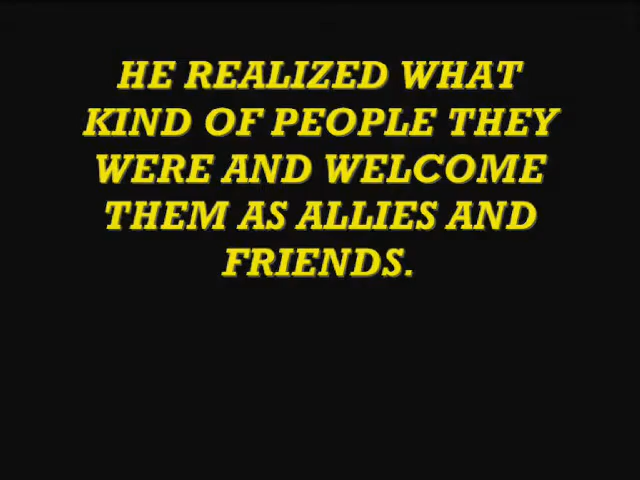 HE REALIZED WHAT
KIND OF PEOPLE THEY
WERE AND WELCOME
THEM AS ALLIES AND
FRIENDS.